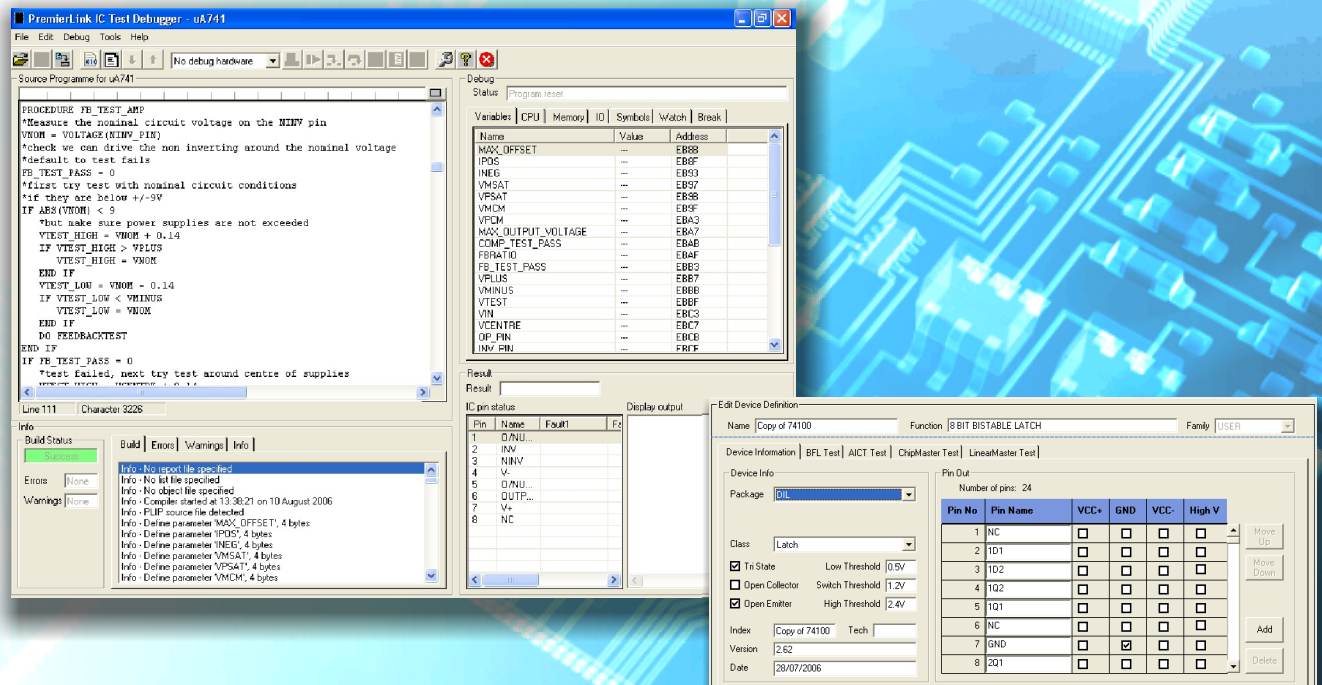 PremierLink IC Test Debugger - uA741
File Edit Debug Tools Help
No debug hardware
Source Programme for uA741
PROCEDURE FB_TEST_AMP
*Measure the nominal circuit voltage on the NINV pin
VNOM = VOLTAGE(NINV_PIN)
*check we can drive the non inverting around the nominal voltage
*default to test fails
FB_TEST_PASS = 0
*first try test with nominal circuit conditions
*if they are below +/-9V
IF ABS(VNOM) < 9
*but make sure power supplies are not exceeded
VTEST_HIGH = VNOM + 0.14
IF VTEST_HIGH > VPLUS
VTEST_HIGH = VNOM
END IF
VTEST_LOW = VNOM - 0.14
IF VTEST_LOW < VMINUS
VTEST_LOW = VNOM
END IF
DO FEEDBACKTEST
END IF
IF FB_TEST_PASS = 0
*test failed, next try test around centre of supplies
Line 111 Character 3226
Debug
Status Program reset
Variables CPU Memory IO Symbols Watch Break
Name Value Address
MAX_OFFSET --- EB8B
IPOS --- EB8F
INEG --- EB93
VMSAT --- EB97
VPSAT --- EB9B
VMCM --- EB9F
VPCM --- EBA3
MAX_OUTPUT_VOLTAGE --- EBA7
COMP_TEST_PASS --- EBAB
FBRATIO --- EBAF
FB_TEST_PASS --- EBB3
VPLUS --- EBB7
VMINUS --- EBBB
VTEST --- EBBF
VIN --- EBC3
VCENTRE --- EBC7
OP_PIN --- EBCB
INV_PIN --- EBCF
Result
Result
IC pin status
Display output
Pin Name Fault1 Fa
1 O/NU...
2 INV
3 NINV
4 V-
5 O/NU...
6 OUTP...
7 V+
8 NC
Info
Build Status
Success
Errors None
Warnings None
Build Errors Warnings Info
Info - No report file specified
Info - No list file specified
Info - No object file specified
Info - Compiler started at 13:38:21 on 10 August 2006
Info - PLIP source file detected
Info - Define parameter 'MAX_OFFSET', 4 bytes
Info - Define parameter 'IPOS', 4 bytes
Info - Define parameter 'INEG', 4 bytes
Info - Define parameter 'VMSAT', 4 bytes
Info - Define parameter 'VPSAT', 4 bytes
Info - Define parameter 'VMCM', 4 bytes
Edit Device Definition
Name Copy of 74100 Function 8 BIT BISTABLE LATCH Family USER
Device Information BFL Test AICT Test ChipMaster Test LinearMaster Test
Device Info
Package DIL
Class Latch
Tri State Low Threshold 0.5V
Open Collector Switch Threshold 1.2V
Open Emitter High Threshold 2.4V
Index Copy of 74100 Tech
Version 2.62
Date 28/07/2006
Pin Out
Number of pins: 24
Pin No Pin Name VCC+ GND VCC- High V
1 NC
2 1D1
3 1D2
4 1Q2
5 1Q1
6 NC
7 GND
8 2Q1
Move Up
Move Down
Add
Delete